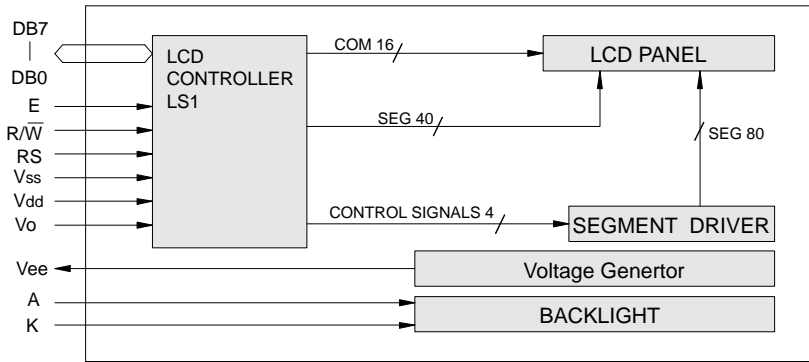 DB7
DB0
E
R/W̅
RS
Vss
Vdd
Vo
Vee
A
K
LCD
CONTROLLER
LS1
COM 16
LCD PANEL
SEG 40
SEG 80
CONTROL SIGNALS 4
SEGMENT DRIVER
Voltage Genertor
BACKLIGHT